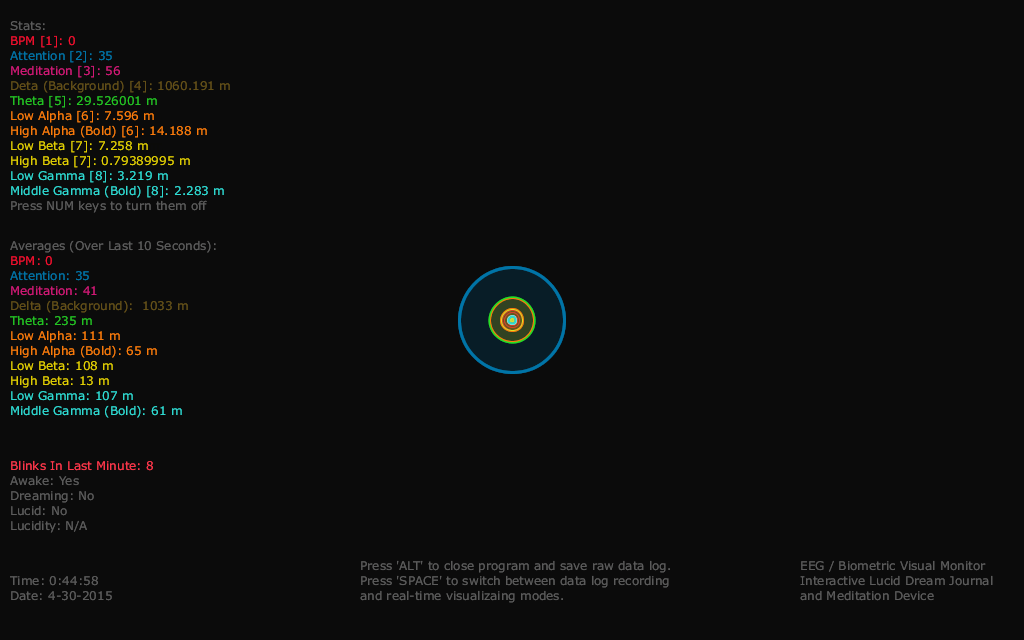 Stats:
BPM [1]: 0
Attention [2]: 35
Meditation [3]: 56
Deta (Background) [4]: 1060.191 m
Theta [5]: 29.526001 m
Low Alpha [6]: 7.596 m
High Alpha (Bold) [6]: 14.188 m
Low Beta [7]: 7.258 m
High Beta [7]: 0.79389995 m
Low Gamma [8]: 3.219 m
Middle Gamma (Bold) [8]: 2.283 m
Press NUM keys to turn them off
Averages (Over Last 10 Seconds):
BPM: 0
Attention: 35
Meditation: 41
Delta (Background):  1033 m
Theta: 235 m
Low Alpha: 111 m
High Alpha (Bold): 65 m
Low Beta: 108 m
High Beta: 13 m
Low Gamma: 107 m
Middle Gamma (Bold): 61 m
Blinks In Last Minute: 8
Awake: Yes
Dreaming: No
Lucid: No
Lucidity: N/A
Time: 0:44:58
Date: 4-30-2015
Press 'ALT' to close program and save raw data log.
Press 'SPACE' to switch between data log recording
and real-time visualizaing modes.
EEG / Biometric Visual Monitor
Interactive Lucid Dream Journal
and Meditation Device